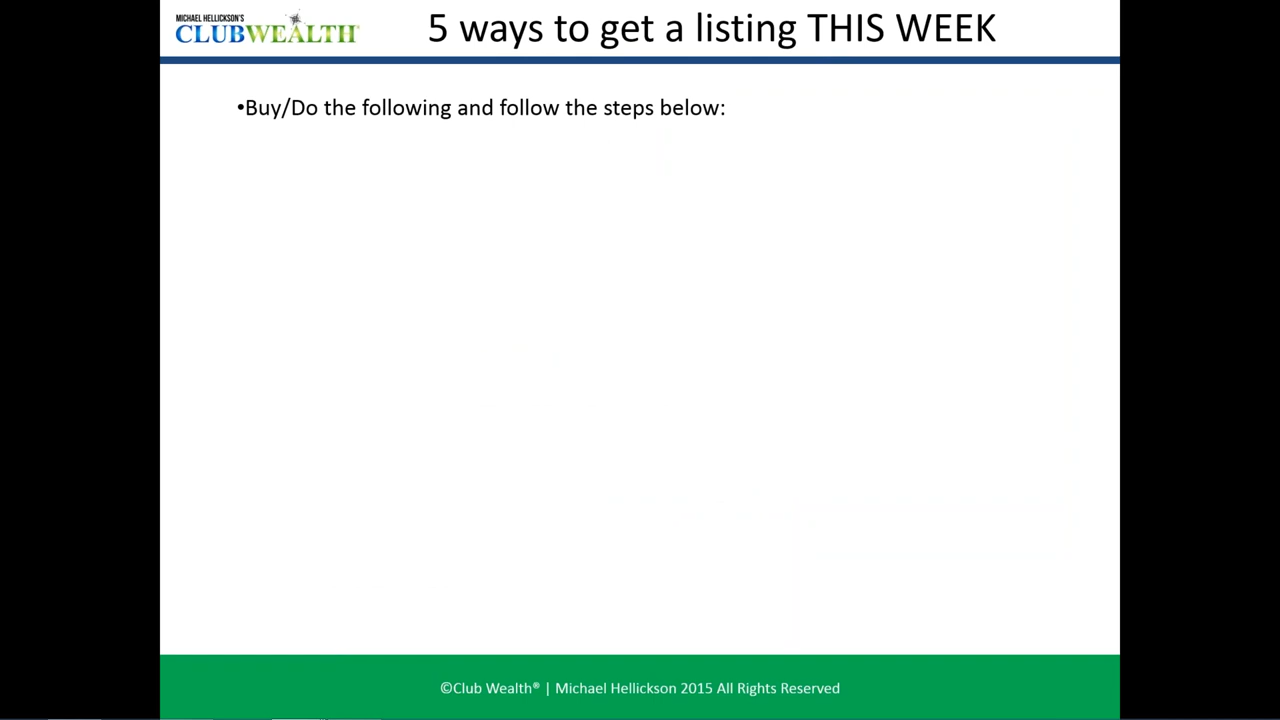 MICHAEL HELLICKSON'S
CLUBWEALTH
5 ways to get a listing THIS WEEK
•Buy/Do the following and follow the steps below:
©Club Wealth® | Michael Hellickson 2015 All Rights Reserved